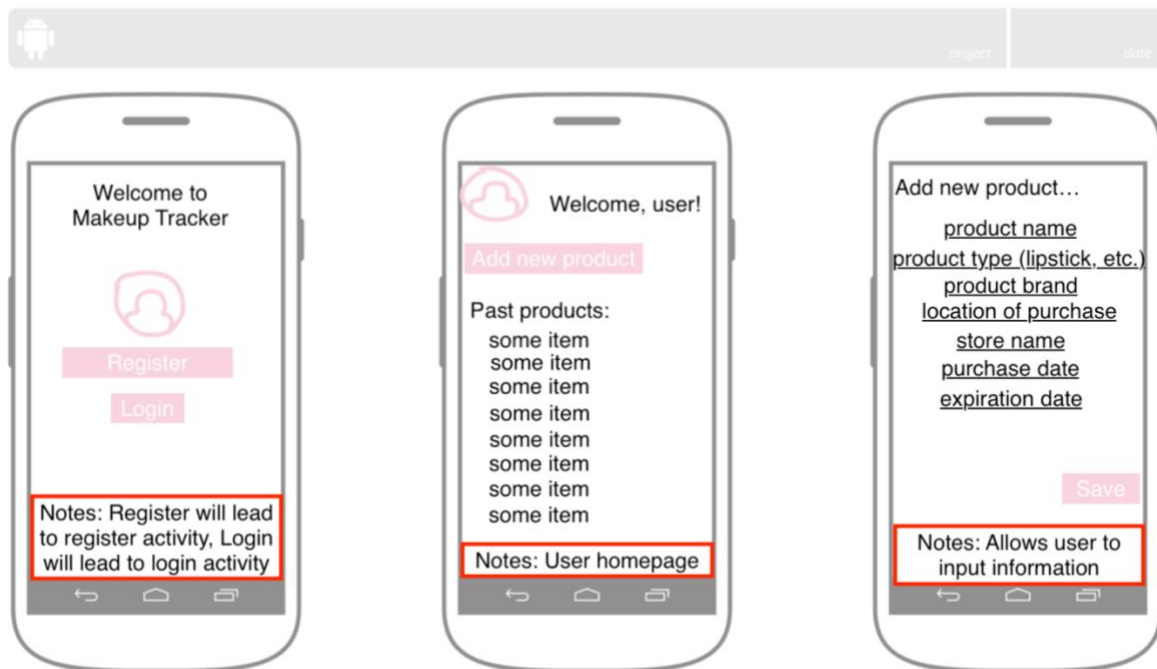 project
date
Welcome to
Makeup Tracker
Register
Login
Notes: Register will lead
to register activity, Login
will lead to login activity
Welcome, user!
Add new product
Past products:
some item
some item
some item
some item
some item
some item
some item
some item
Notes: User homepage
Add new product…
product name
product type (lipstick, etc.)
product brand
location of purchase
store name
purchase date
expiration date
Save
Notes: Allows user to
input information